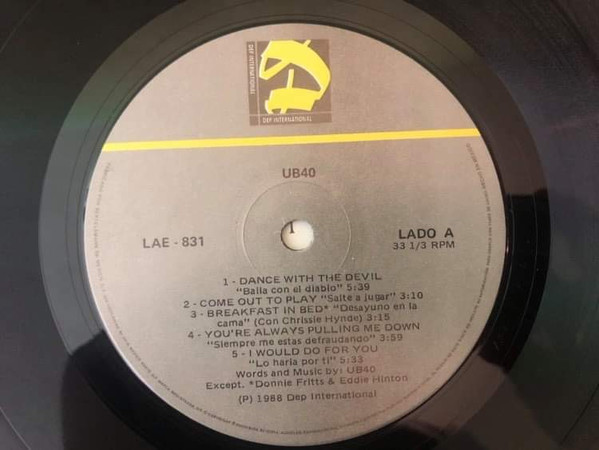 DEP INTERNATIONAL
DEP INTERNATIONAL
UB40
LAE - 831
LADO A
33 1/3 RPM
1 - DANCE WITH THE DEVIL
"Baila con el diablo" 5:39
2 - COME OUT TO PLAY "Salte a jugar" 3:10
3 - BREAKFAST IN BED* "Desayuno en la
cama" (Con Chrissie Hynde) 3:15
4 - YOU'RE ALWAYS PULLING ME DOWN
"Siempre me estas defraudando" 3:59
5 - I WOULD DO FOR YOU
"Lo haria por ti" 5:33
Words and Music by: UB40
Except. *Donnie Fritts & Eddie Hinton
(P) 1988 Dep International